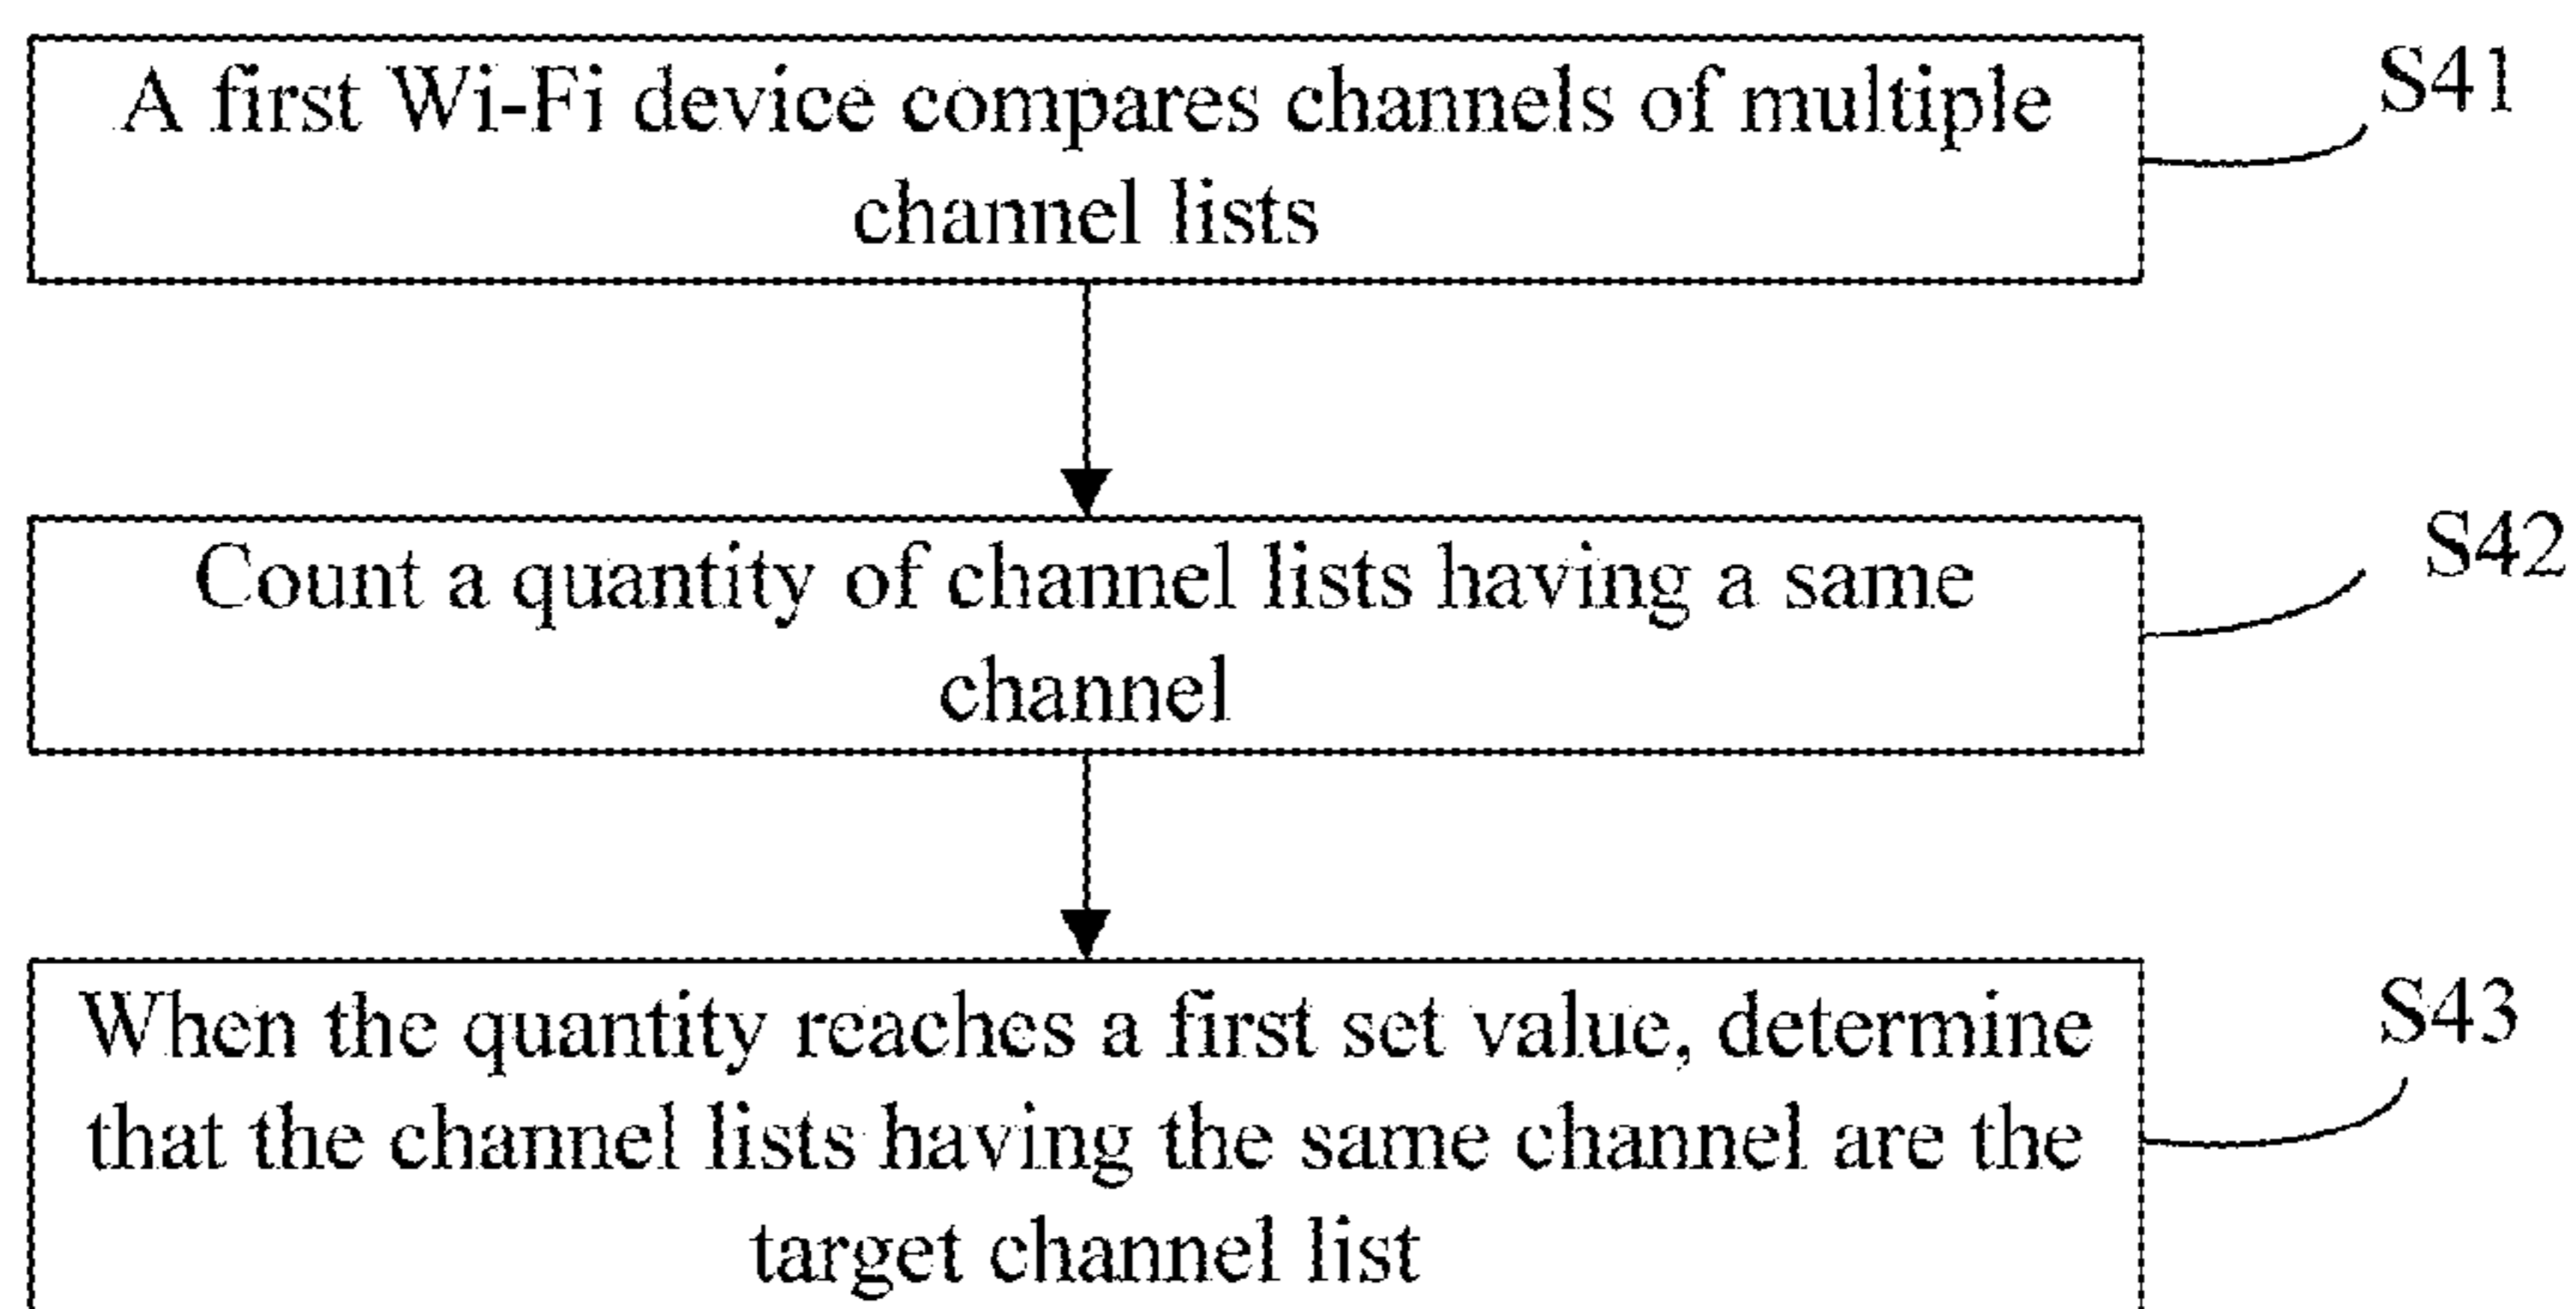 A first Wi-Fi device compares channels of multiple
channel lists
S41
Count a quantity of channel lists having a same
channel
S42
When the quantity reaches a first set value, determine
that the channel lists having the same channel are the
target channel list
S43